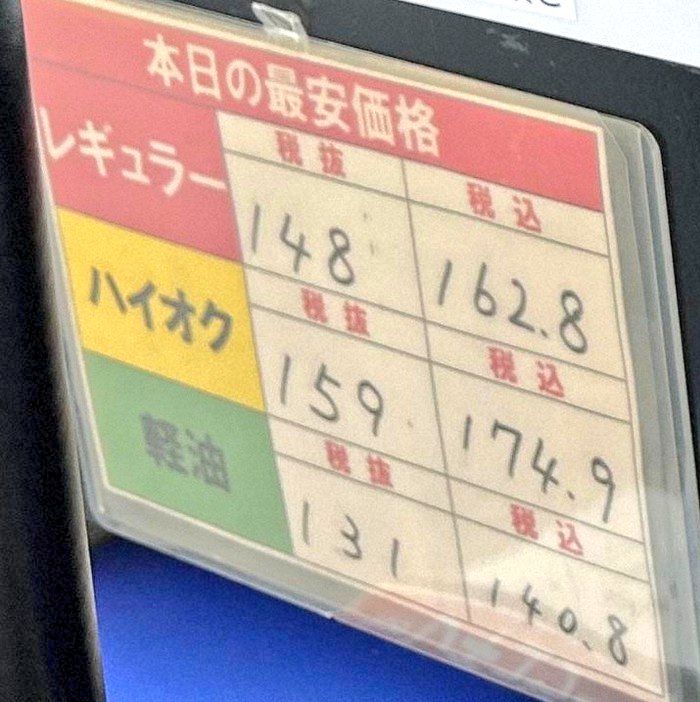 本日の最安価格
レギュラー
税抜 税込
148 162.8
ハイオク
税抜 税込
159 174.9
軽油
税抜 税込
131 140.8